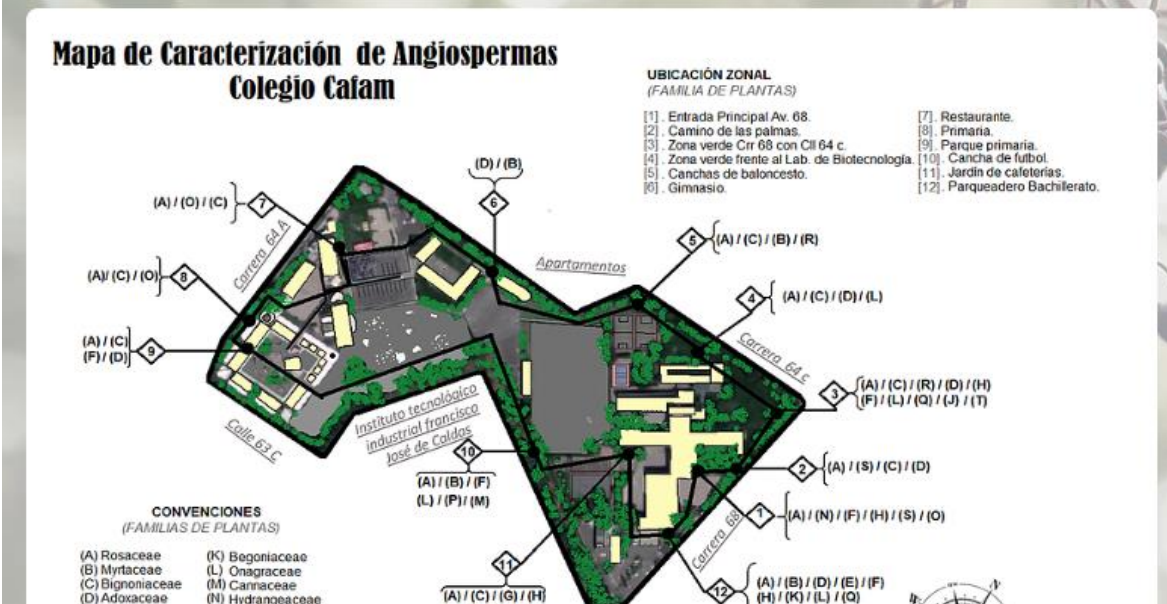 Mapa de Caracterización de Angiospermas
Colegio Cafam
UBICACIÓN ZONAL
(FAMILIA DE PLANTAS)
[1] . Entrada Principal Av. 68.
[2] . Camino de las palmas.
[3] . Zona verde Crr 68 con Cll 64 c.
[4] . Zona verde frente al Lab. de Biotecnología.
[5] . Canchas de baloncesto.
[6] . Gimnasio.
[7] . Restaurante.
[8] . Primaria.
[9] . Parque primaria.
[10] . Cancha de futbol.
[11] . Jardín de cafeterías.
[12] . Parqueadero Bachillerato.
(D) / (B)
6
(A) / (O) / (C)
7
Carrera 64 A
5
(A) / (C) / (B) / (R)
Apartamentos
(A)/ (C) / (O)
8
4
(A) / (C) / (D) / (L)
(A) / (C)
(F) / (D)
9
Carrera 64 c
3
(A) / (C) / (R) / (D) / (H)
(F) / (L) / (Q) / (J) / (T)
Instituto tecnológico
industrial francisco
José de Caldas
Calle 63 C
10
(A) / (B) / (F)
(L) / (P)/ (M)
2
(A) / (S) / (C) / (D)
1
(A) / (N) / (F) / (H) / (S) / (O)
Carrera 68
11
(A) / (C) / (G) / (H)
12
(A) / (B) / (D) / (E) / (F)
(H) / (K) / (L) / (Q)
CONVENCIONES
(FAMILIAS DE PLANTAS)
(A) Rosaceae
(B) Myrtaceae
(C) Bignoniaceae
(D) Adoxaceae
(K) Begoniaceae
(L) Onagraceae
(M) Cannaceae
(N) Hydrangeaceae